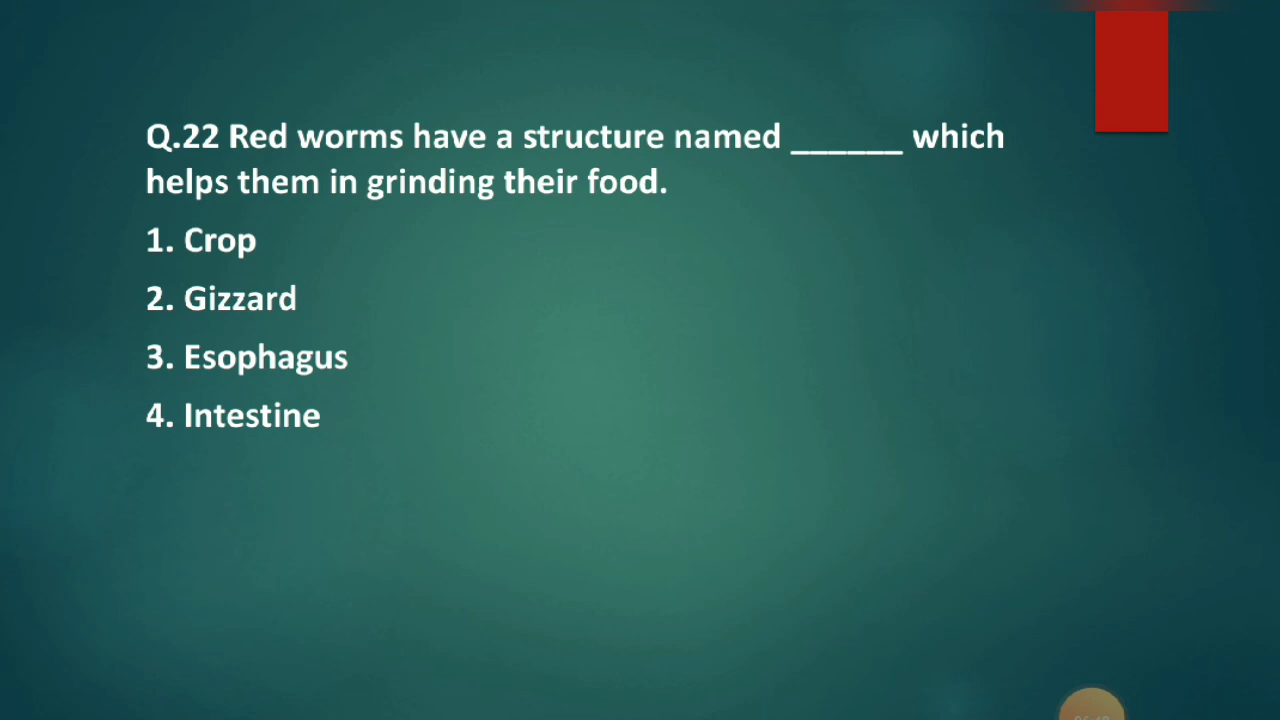 Q.22 Red worms have a structure named ______ which
helps them in grinding their food.
1. Crop
2. Gizzard
3. Esophagus
4. Intestine